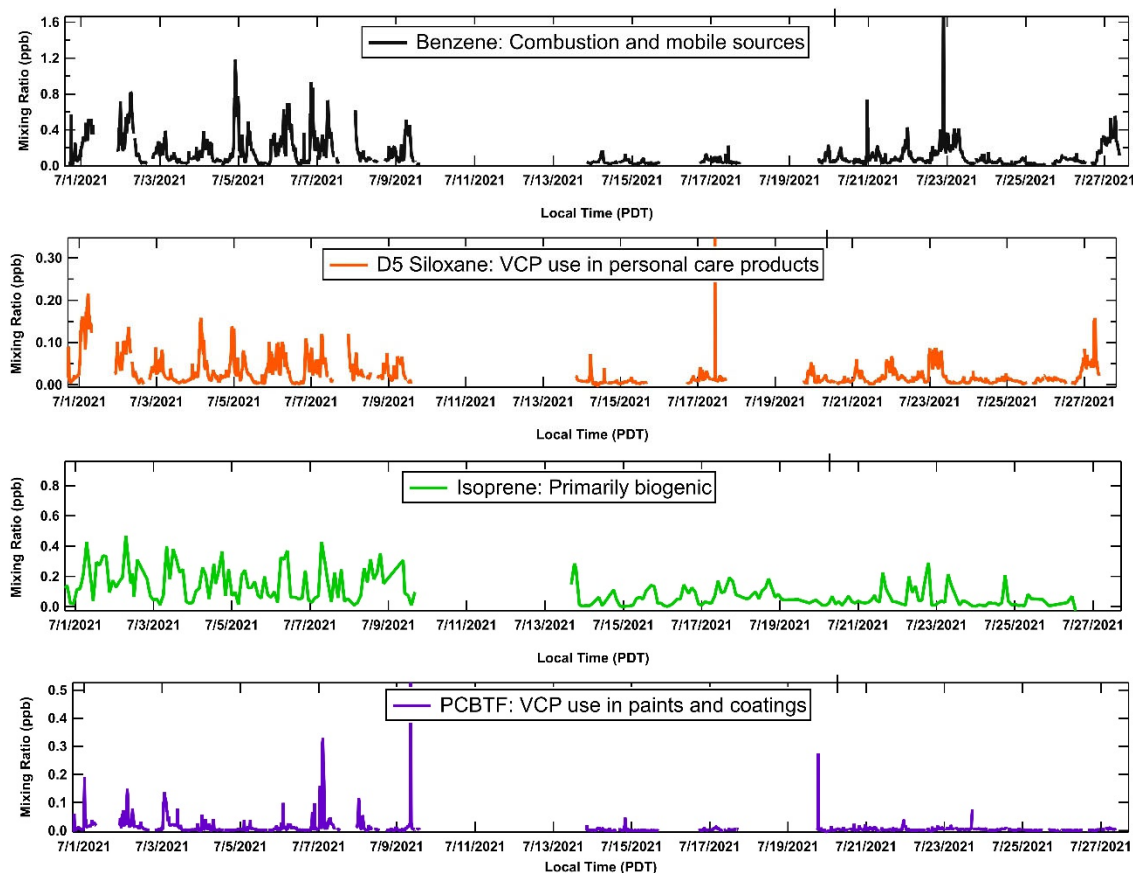 Benzene: Combustion and mobile sources
Mixing Ratio (ppb)
1.6
1.2
0.8
0.4
0.0
7/1/2021 7/3/2021 7/5/2021 7/7/2021 7/9/2021 7/11/2021 7/13/2021 7/15/2021 7/17/2021 7/19/2021 7/21/2021 7/23/2021 7/25/2021 7/27/2021
Local Time (PDT)
D5 Siloxane: VCP use in personal care products
Mixing Ratio (ppb)
0.30
0.20
0.10
0.00
7/1/2021 7/3/2021 7/5/2021 7/7/2021 7/9/2021 7/11/2021 7/13/2021 7/15/2021 7/17/2021 7/19/2021 7/21/2021 7/23/2021 7/25/2021 7/27/2021
Local Time (PDT)
Isoprene: Primarily biogenic
Mixing Ratio (ppb)
0.8
0.6
0.4
0.2
0.0
7/1/2021 7/3/2021 7/5/2021 7/7/2021 7/9/2021 7/11/2021 7/13/2021 7/15/2021 7/17/2021 7/19/2021 7/21/2021 7/23/2021 7/25/2021 7/27/2021
Local Time (PDT)
PCBTF: VCP use in paints and coatings
Mixing Ratio (ppb)
0.5
0.4
0.3
0.2
0.1
0.0
7/1/2021 7/3/2021 7/5/2021 7/7/2021 7/9/2021 7/11/2021 7/13/2021 7/15/2021 7/17/2021 7/19/2021 7/21/2021 7/23/2021 7/25/2021 7/27/2021
Local Time (PDT)